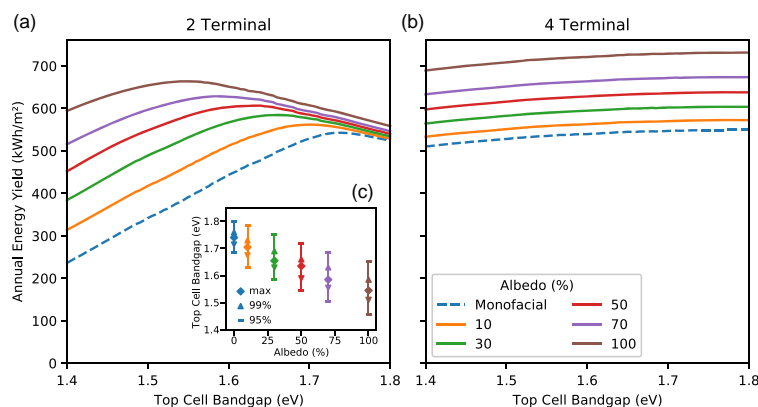 (a)
2 Terminal
(b)
4 Terminal
Annual Energy Yield (kWh/m²)
700
600
500
400
300
200
100
0
1.4
1.5
1.6
1.7
1.8
Top Cell Bandgap (eV)
(c)
Top Cell Bandgap (eV)
1.8
1.7
1.6
1.5
1.4
max
99%
95%
0
25
50
75
100
Albedo (%)
1.4
1.5
1.6
1.7
1.8
Top Cell Bandgap (eV)
Albedo (%)
Monofacial
10
30
50
70
100